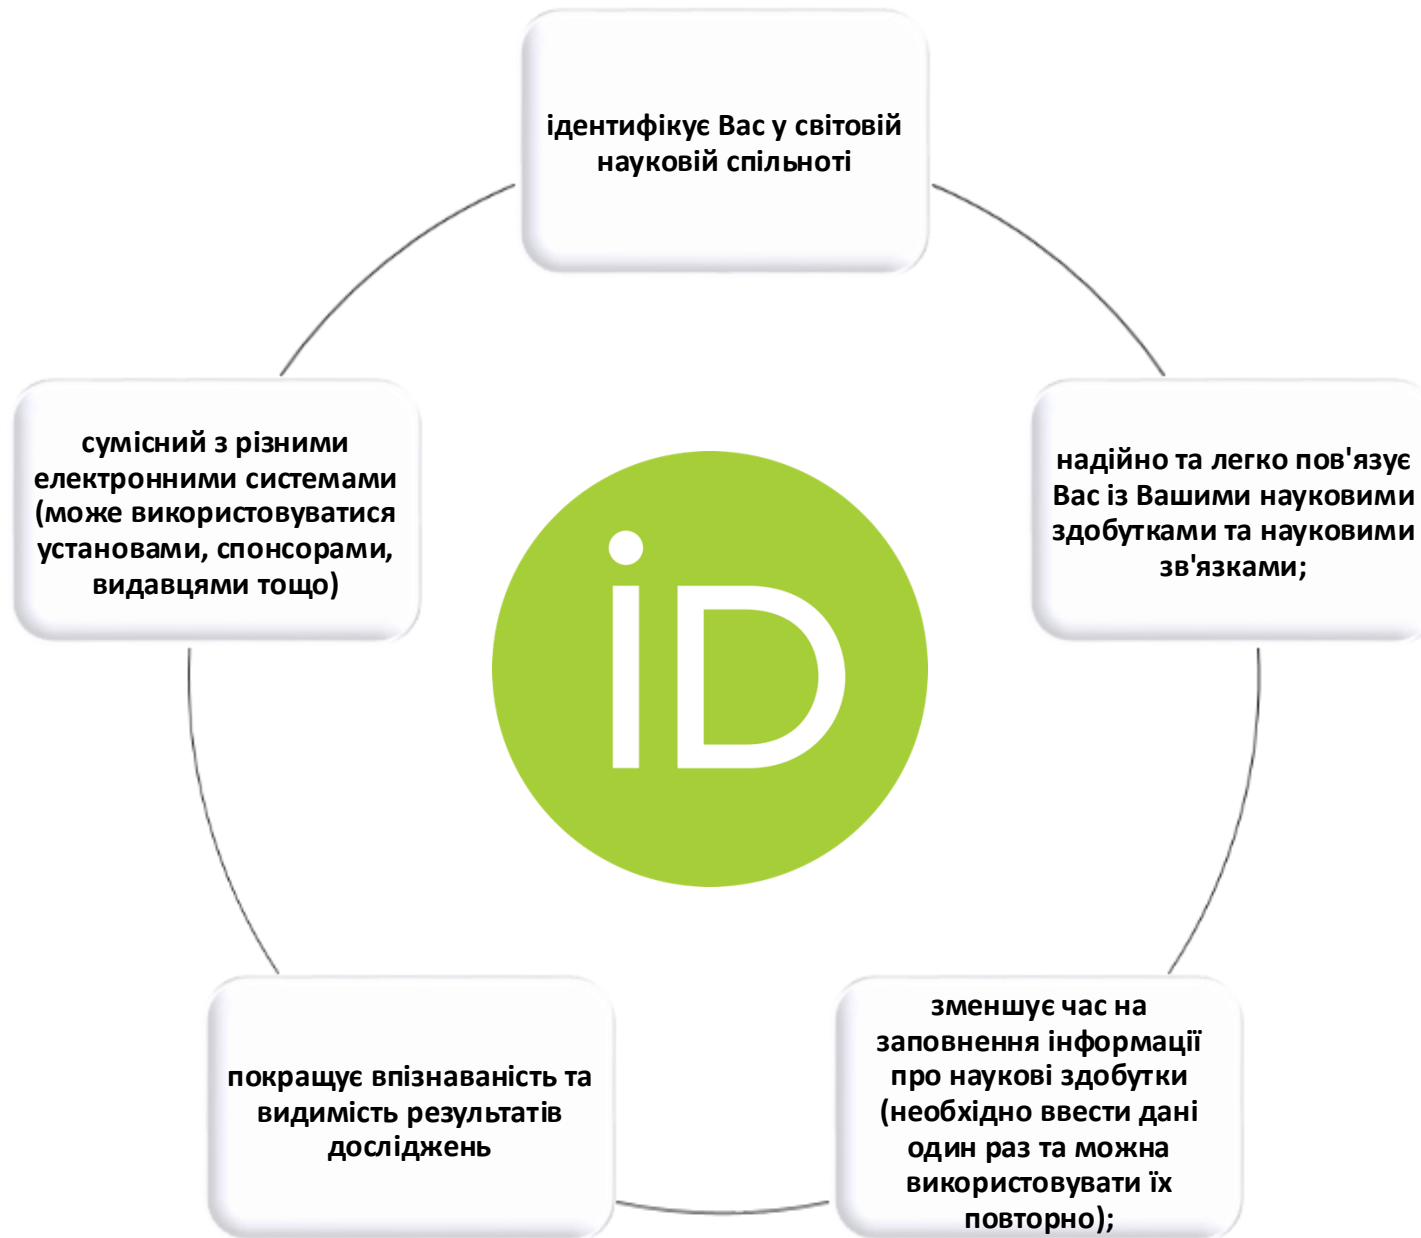 ідентифікує Вас у світовій
науковій спільноті
надійно та легко пов'язує
Вас із Вашими науковими
здобутками та науковими
зв'язками;
зменшує час на
заповнення інформації
про наукові здобутки
(необхідно ввести дані
один раз та можна
використовувати їх
повторно);
покращує впізнаваність та
видимість результатів
досліджень
сумісний з різними
електронними системами
(може використовуватися
установами, спонсорами,
видавцями тощо)
iD